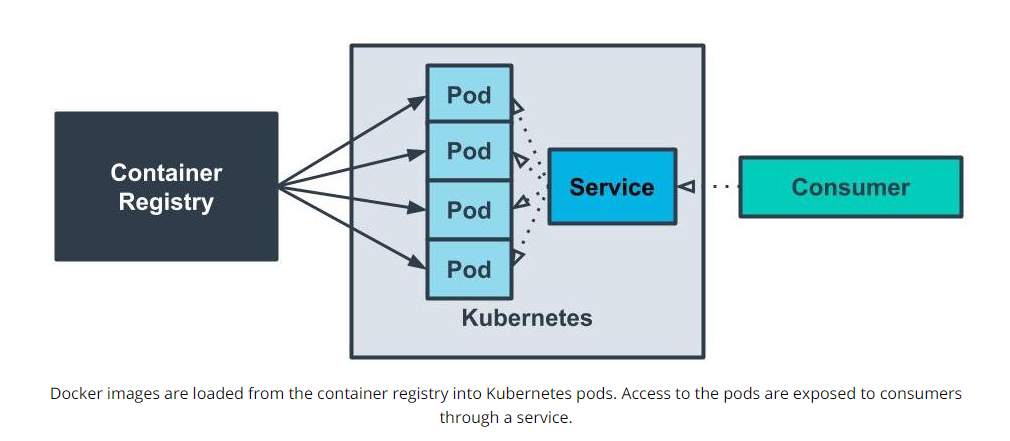 Container
Registry
Pod
Pod
Pod
Pod
Service
Consumer
Kubernetes
Docker images are loaded from the container registry into Kubernetes pods. Access to the pods are exposed to consumers
through a service.